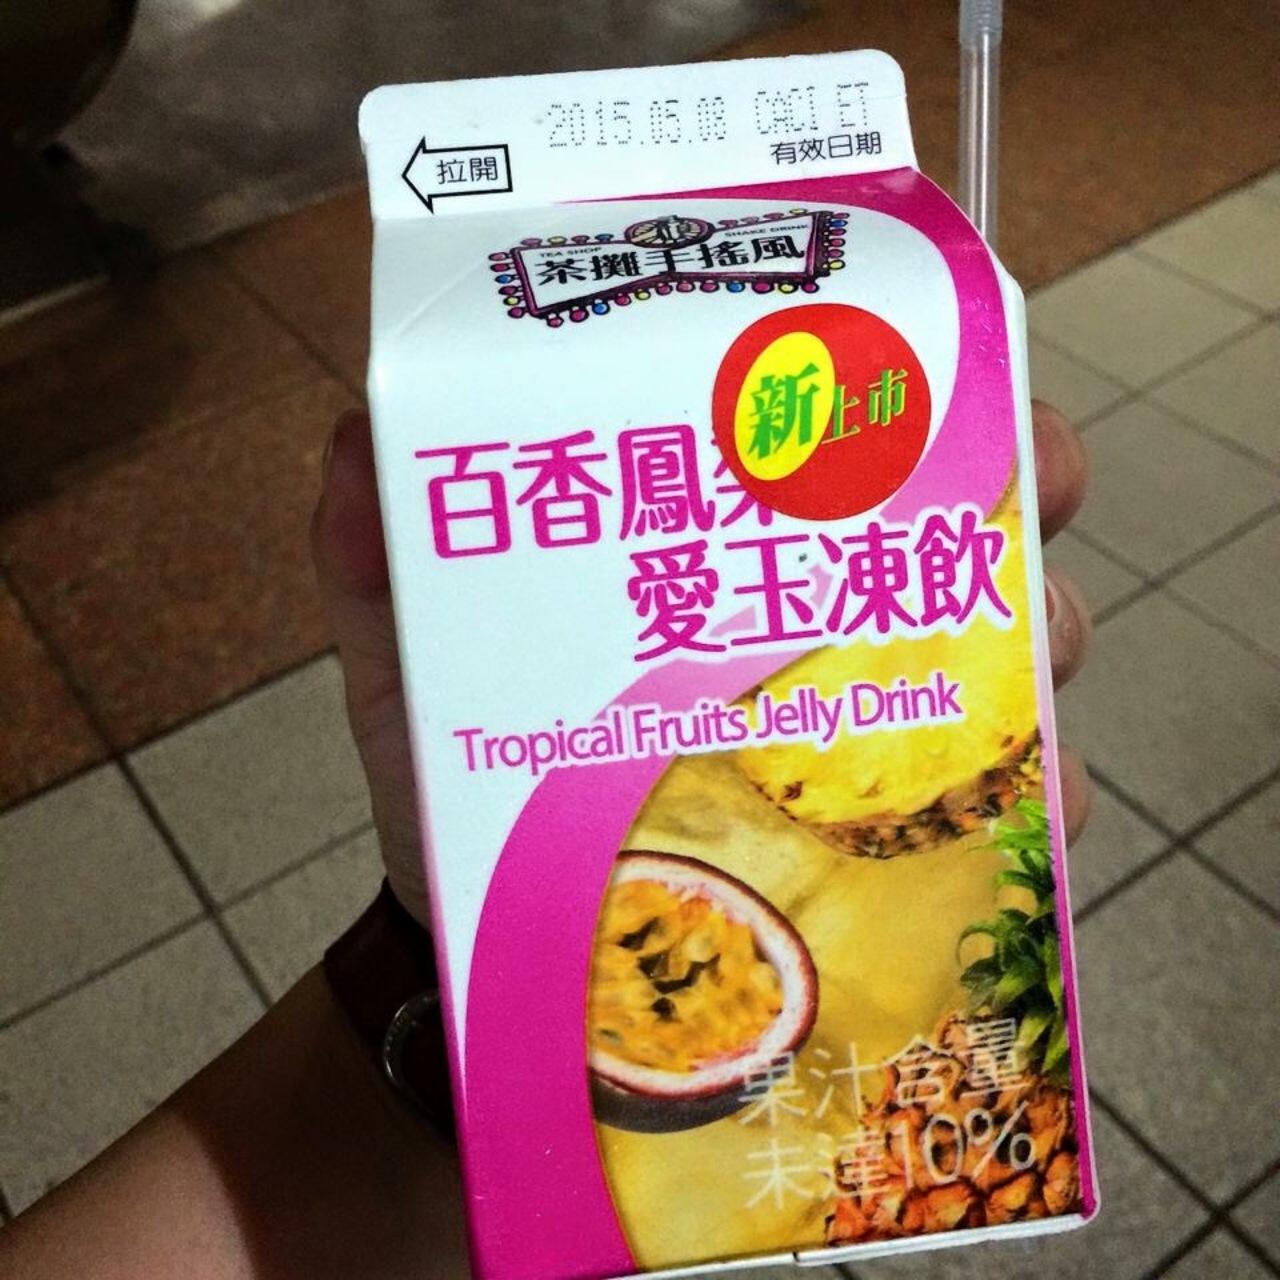 2015.05.08 CACI ET
拉開
有效日期
TEA SHOP
SHAKE DRINK
茶攤手搖風
新上市
百香鳳梨
愛玉凍飲
Tropical Fruits Jelly Drink
果汁含量
未達10%